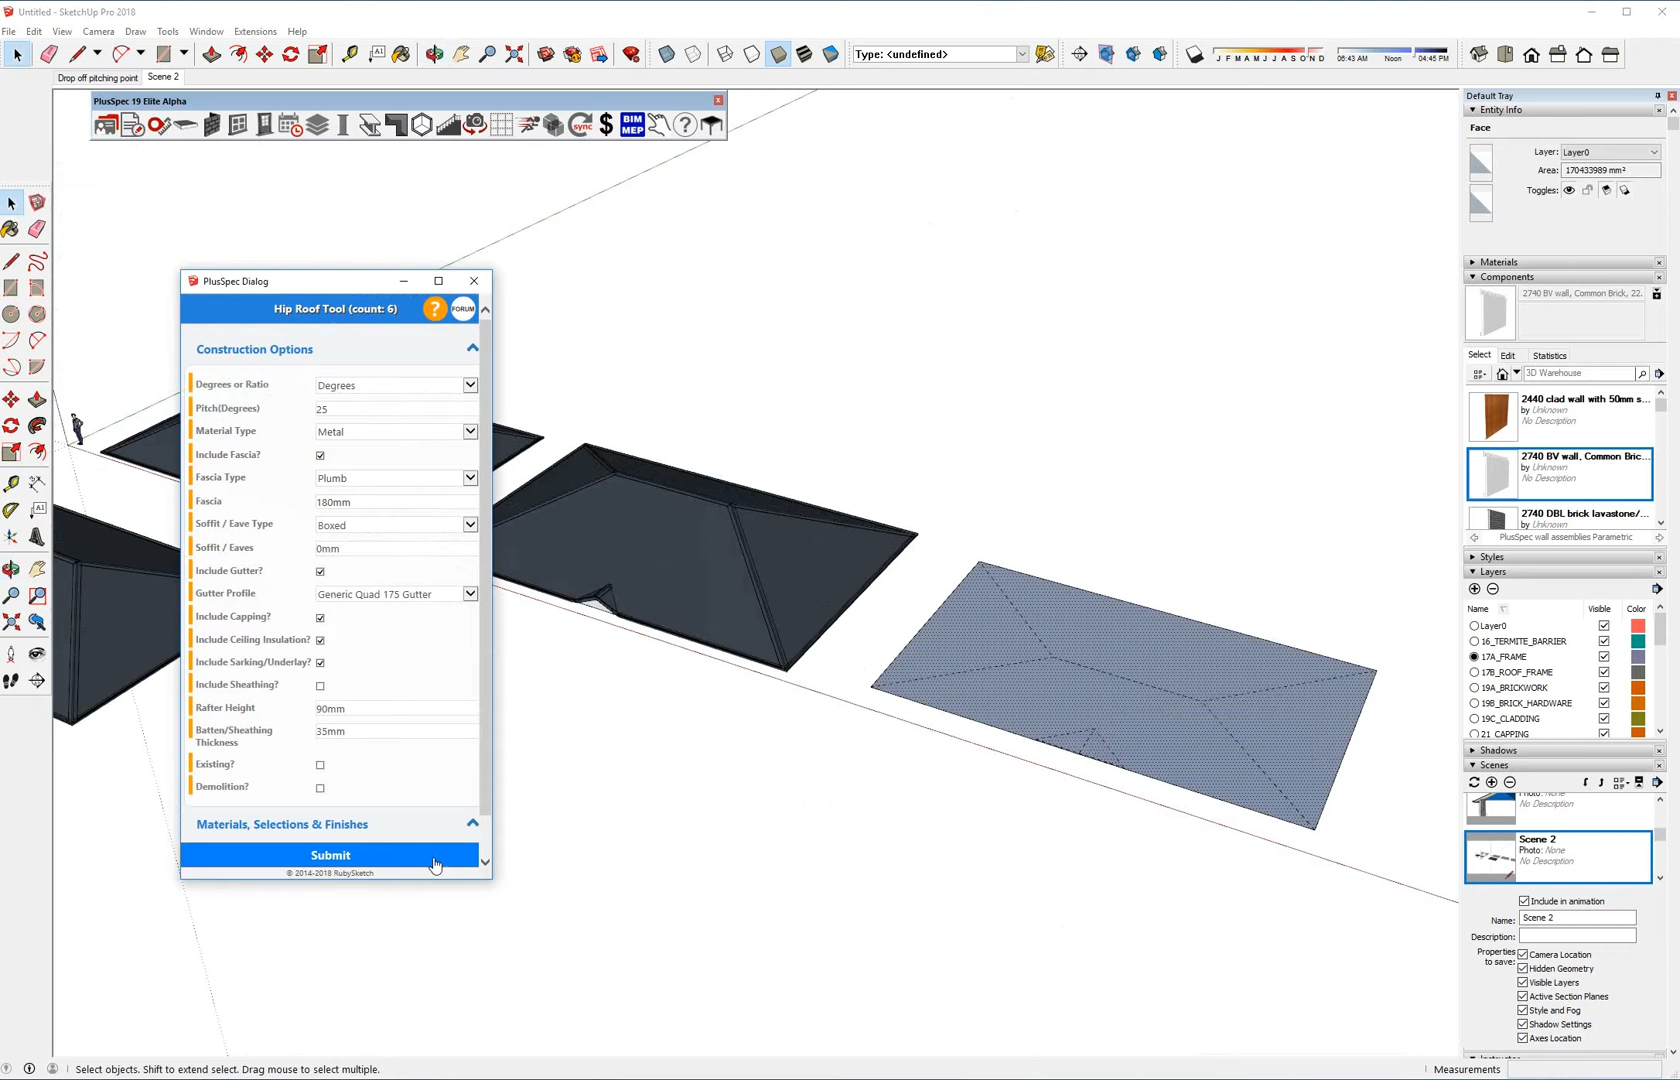 Untitled - SketchUp Pro 2018
File Edit View Camera Draw Tools Window Extensions Help
Type: <undefined>
J F M A M J J A S O N D
06:43 AM Noon 04:45 PM
Drop off pitching point Scene 2
PlusSpec 19 Elite Alpha
sync
$
BIM
MEP
?
PlusSpec Dialog
Hip Roof Tool (count: 6)
?
FORUM
Construction Options
Degrees or Ratio Degrees
Pitch(Degrees) 25
Material Type Metal
Include Fascia?
Fascia Type Plumb
Fascia 180mm
Soffit / Eave Type Boxed
Soffit / Eaves 0mm
Include Gutter?
Gutter Profile Generic Quad 175 Gutter
Include Capping?
Include Ceiling Insulation?
Include Sarking/Underlay?
Include Sheathing?
Rafter Height 90mm
Batten/Sheathing 35mm
Thickness
Existing?
Demolition?
Materials, Selections & Finishes
Submit
© 2014-2018 RubySketch
Default Tray
Entity Info
Face
Layer: Layer0
Area: 170433989 mm²
Toggles:
Materials
Components
2740 BV wall, Common Brick, 22.
Select Edit Statistics
3D Warehouse
2440 clad wall with 50mm s...
by Unknown
No Description
2740 BV wall, Common Bric...
by Unknown
No Description
2740 DBL brick lavastone/...
by Unknown
PlusSpec wall assemblies Parametric
Styles
Layers
Name Visible Color
Layer0
16_TERMITE_BARRIER
17A_FRAME
17B_ROOF_FRAME
19A_BRICKWORK
19B_BRICK_HARDWARE
19C_CLADDING
21 CAPPING
Shadows
Scenes
Photo: None
No Description
Scene 2
Photo: None
No Description
Include in animation
Name: Scene 2
Description:
Properties
to save:
Camera Location
Hidden Geometry
Visible Layers
Active Section Planes
Style and Fog
Shadow Settings
Axes Location
Select objects. Shift to extend select. Drag mouse to select multiple.
Measurements